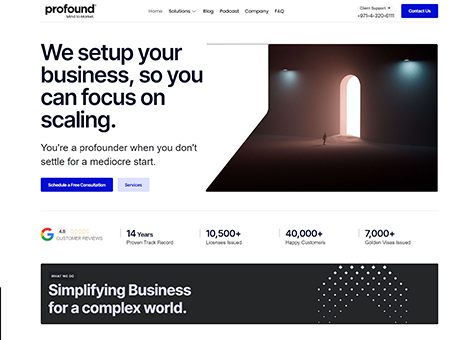 profound
Mind to Market.
Home Solutions Blog Podcast Company FAQ
Client Support
+971-4-320-6111
Contact Us
We setup your
business, so you
can focus on
scaling.
You're a profounder when you don't
settle for a mediocre start.
Schedule a Free Consultation
Services
4.8
CUSTOMER REVIEWS
14 Years
Proven Track Record
10,500+
Licenses Issued
40,000+
Happy Customers
7,000+
Golden Visas Issued
WHAT WE DO
Simplifying Business
for a complex world.